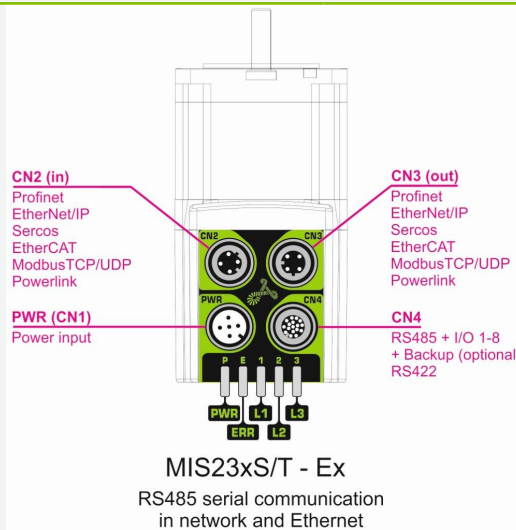 CN2 (in)
Profinet
EtherNet/IP
Sercos
EtherCAT
ModbusTCP/UDP
Powerlink
PWR (CN1)
Power input
CN3 (out)
Profinet
EtherNet/IP
Sercos
EtherCAT
ModbusTCP/UDP
Powerlink
CN4
RS485 + I/O 1-8
+ Backup (optional
RS422
CN2
CN3
PWR
CN4
P E 1 2 3
PWR L1 L3
ERR L2
MIS23xS/T - Ex
RS485 serial communication
in network and Ethernet